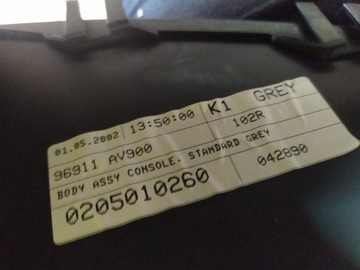 01.05.2002 13:50:00 K1 GREY
96911 AV900 102R
BODY ASSY CONSOLE, STANDARD GREY
0205010260 042890